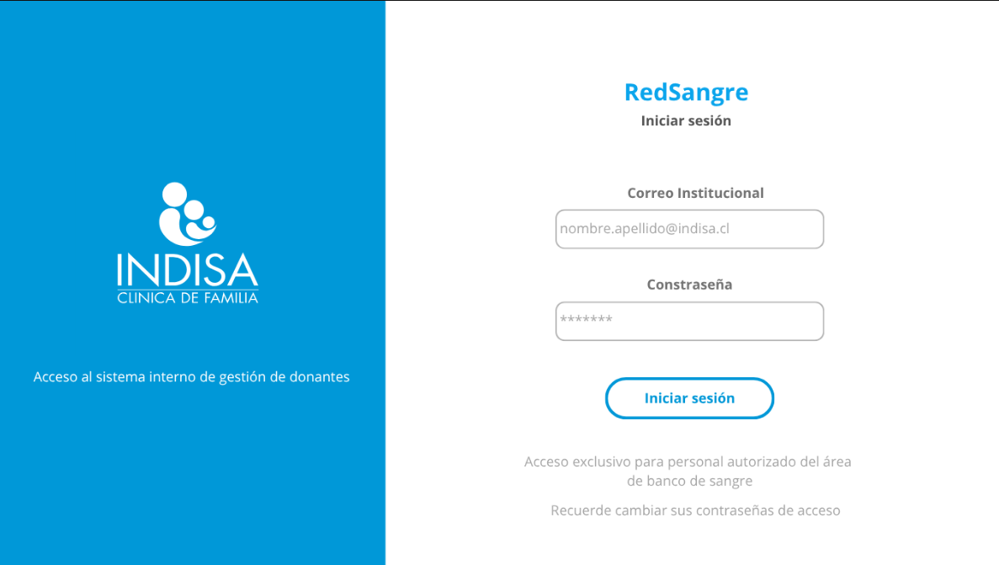 INDISA
CLINICA DE FAMILIA
Acceso al sistema interno de gestión de donantes
RedSangre
Iniciar sesión
Correo Institucional
nombre.apellido@indisa.cl
Constraseña
*******
Iniciar sesión
Acceso exclusivo para personal autorizado del área
de banco de sangre
Recuerde cambiar sus contraseñas de acceso